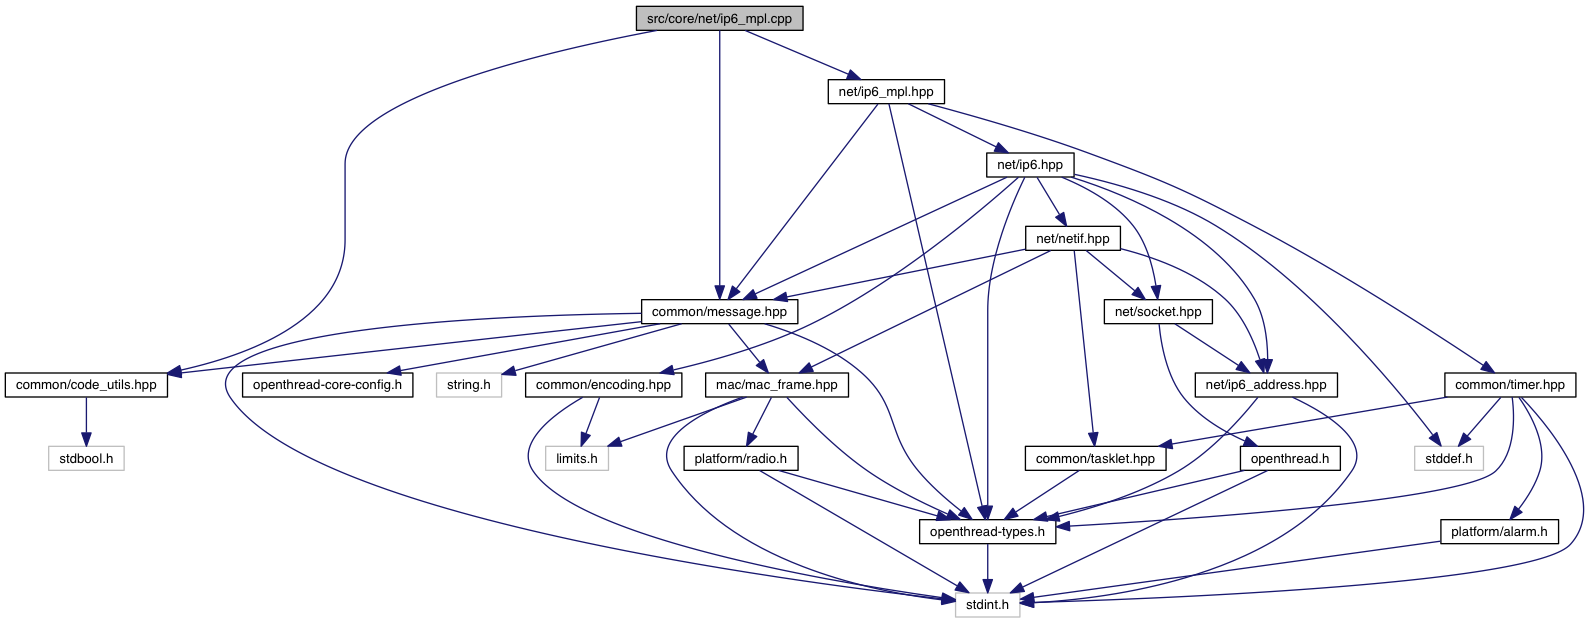 src/core/net/ip6_mpl.cpp
net/ip6_mpl.hpp
net/ip6.hpp
net/netif.hpp
common/message.hpp
net/socket.hpp
common/code_utils.hpp
openthread-core-config.h
string.h
common/encoding.hpp
mac/mac_frame.hpp
net/ip6_address.hpp
common/timer.hpp
stdbool.h
limits.h
platform/radio.h
common/tasklet.hpp
openthread.h
stddef.h
openthread-types.h
platform/alarm.h
stdint.h